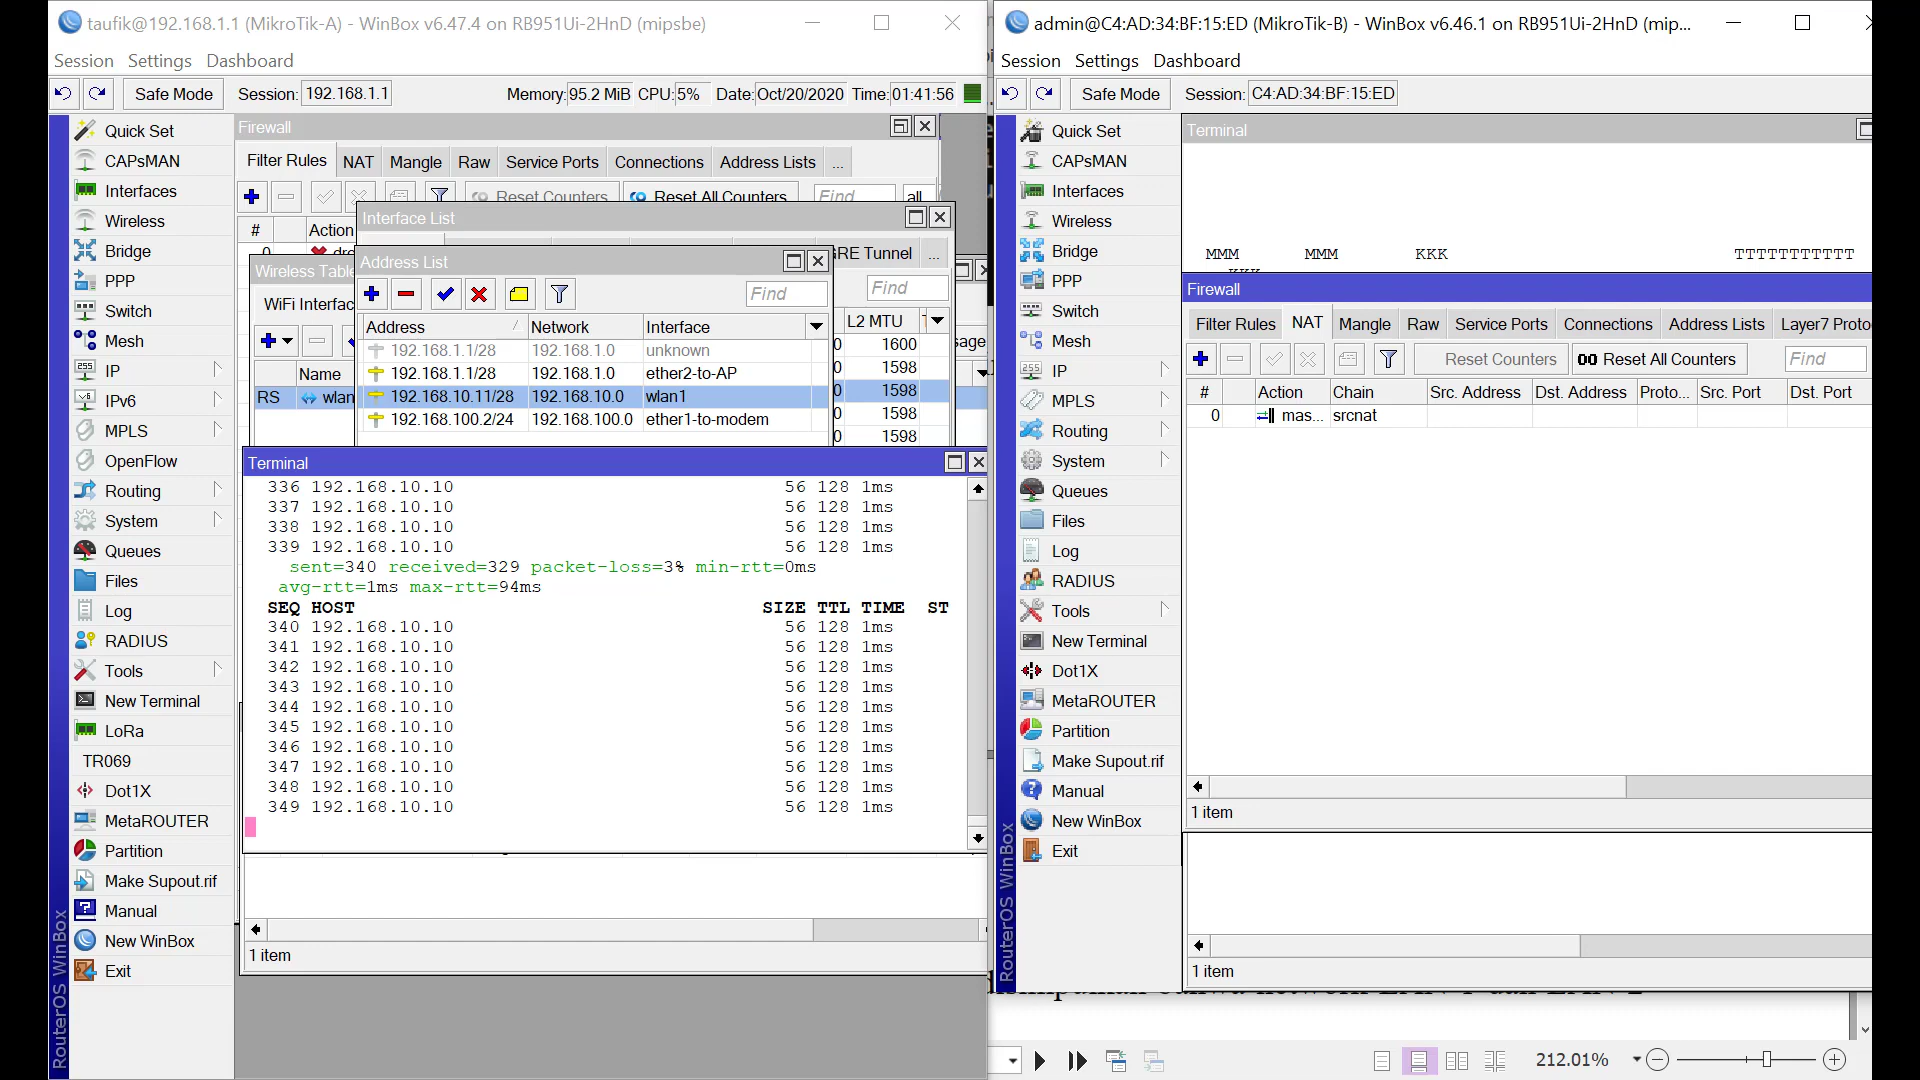 taufik@192.168.1.1 (MikroTik-A) - WinBox v6.47.4 on RB951Ui-2HnD (mipsbe)
Session Settings Dashboard
Safe Mode Session: 192.168.1.1 Memory: 95.2 MiB CPU: 5% Date: Oct/20/2020 Time: 01:41:56
Quick Set
CAPsMAN
Interfaces
Wireless
Bridge
PPP
Switch
Mesh
IP
IPv6
MPLS
OpenFlow
Routing
System
Queues
Files
Log
RADIUS
Tools
New Terminal
LoRa
TR069
Dot1X
MetaROUTER
Partition
Make Supout.rif
Manual
New WinBox
Exit
RouterOS WinBox
Firewall
Filter Rules NAT Mangle Raw Service Ports Connections Address Lists ...
Reset Counters Reset All Counters Find all
# Action
0
Interface List
GRE Tunnel ...
Find
L2 MTU
1600
1598
1598
1598
1598
Wireless Table
WiFi Interfac
Name
RS wlan
Address List
Find
Address Network Interface
192.168.1.1/28 192.168.1.0 unknown
192.168.1.1/28 192.168.1.0 ether2-to-AP
192.168.10.11/28 192.168.10.0 wlan1
192.168.100.2/24 192.168.100.0 ether1-to-modem
Terminal
336 192.168.10.10 56 128 1ms
337 192.168.10.10 56 128 1ms
338 192.168.10.10 56 128 1ms
339 192.168.10.10 56 128 1ms
sent=340 received=329 packet-loss=3% min-rtt=0ms
avg-rtt=1ms max-rtt=94ms
SEQ HOST SIZE TTL TIME ST
340 192.168.10.10 56 128 1ms
341 192.168.10.10 56 128 1ms
342 192.168.10.10 56 128 1ms
343 192.168.10.10 56 128 1ms
344 192.168.10.10 56 128 1ms
345 192.168.10.10 56 128 1ms
346 192.168.10.10 56 128 1ms
347 192.168.10.10 56 128 1ms
348 192.168.10.10 56 128 1ms
349 192.168.10.10 56 128 1ms
1 item
admin@C4:AD:34:BF:15:ED (MikroTik-B) - WinBox v6.46.1 on RB951Ui-2HnD (mip...
Session Settings Dashboard
Safe Mode Session: C4:AD:34:BF:15:ED
Quick Set
CAPsMAN
Interfaces
Wireless
Bridge
PPP
Switch
Mesh
IP
MPLS
Routing
System
Queues
Files
Log
RADIUS
Tools
New Terminal
Dot1X
MetaROUTER
Partition
Make Supout.rif
Manual
New WinBox
Exit
RouterOS WinBox
Terminal
MMM MMM KKK TTTTTTTTTTT
KKK
Firewall
Filter Rules NAT Mangle Raw Service Ports Connections Address Lists Layer7 Proto
Reset Counters 00 Reset All Counters Find
# Action Chain Src. Address Dst. Address Proto... Src. Port Dst. Port
0 mas... srcnat
1 item
1 item
212.01%